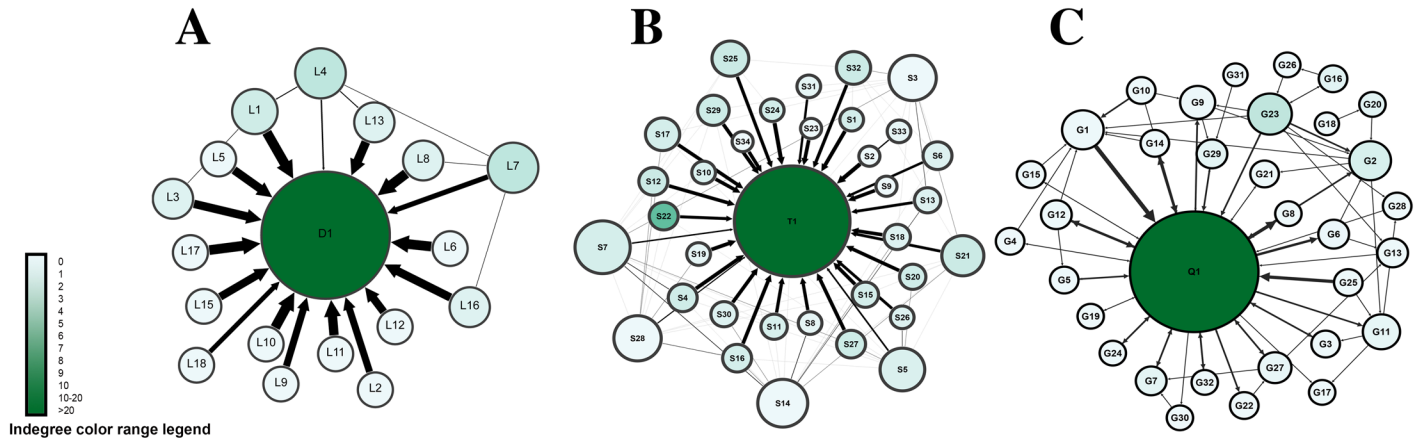 A
B
C
L4
L1
L13
L5
L8
L7
L3
D1
L17
L6
L15
L16
L10
L12
L11
L18
L9
L2
S25
S32
S3
S31
S29
S24
S1
S17
S34
S23
S33
S2
S6
S10
S12
S9
S22
S13
T1
S7
S18
S19
S21
S20
S4
S15
S30
S11
S8
S26
S28
S16
S27
S5
S14
G26
G31
G16
G10
G9
G23
G20
G18
G1
G14
G29
G2
G15
G21
G28
G12
G8
G4
G6
G13
Q1
G5
G25
G19
G11
G3
G24
G27
G7
G32
G17
G22
G30
0
1
2
3
4
5
6
7
8
9
10
10-20
>20
Indegree color range legend